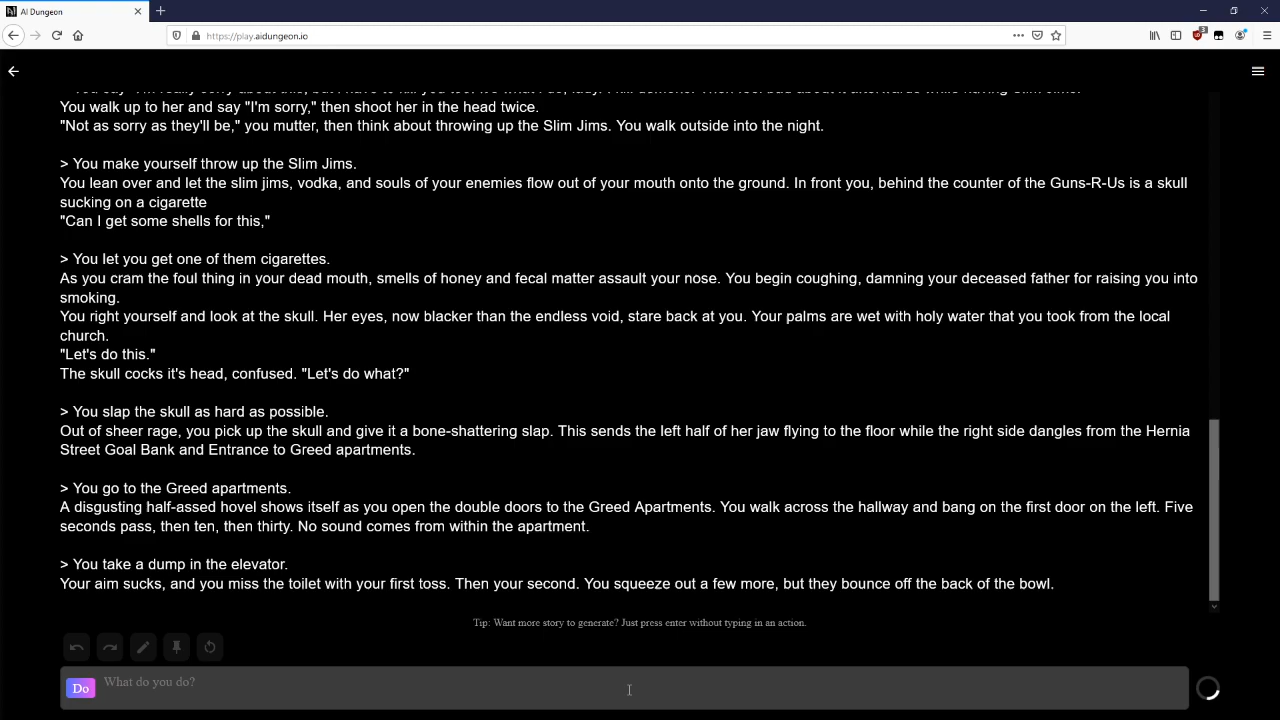 AI Dungeon
https://play.aidungeon.io
You walk up to her and say "I'm sorry," then shoot her in the head twice.
"Not as sorry as they'll be," you mutter, then think about throwing up the Slim Jims. You walk outside into the night.
> You make yourself throw up the Slim Jims.
You lean over and let the slim jims, vodka, and souls of your enemies flow out of your mouth onto the ground. In front you, behind the counter of the Guns-R-Us is a skull
sucking on a cigarette
"Can I get some shells for this,"
> You let you get one of them cigarettes.
As you cram the foul thing in your dead mouth, smells of honey and fecal matter assault your nose. You begin coughing, damning your deceased father for raising you into
smoking.
You right yourself and look at the skull. Her eyes, now blacker than the endless void, stare back at you. Your palms are wet with holy water that you took from the local
church.
"Let's do this."
The skull cocks it's head, confused. "Let's do what?"
> You slap the skull as hard as possible.
Out of sheer rage, you pick up the skull and give it a bone-shattering slap. This sends the left half of her jaw flying to the floor while the right side dangles from the Hernia
Street Goal Bank and Entrance to Greed apartments.
> You go to the Greed apartments.
A disgusting half-assed hovel shows itself as you open the double doors to the Greed Apartments. You walk across the hallway and bang on the first door on the left. Five
seconds pass, then ten, then thirty. No sound comes from within the apartment.
> You take a dump in the elevator.
Your aim sucks, and you miss the toilet with your first toss. Then your second. You squeeze out a few more, but they bounce off the back of the bowl.
Tip: Want more story to generate? Just press enter without typing in an action.
Do What do you do?